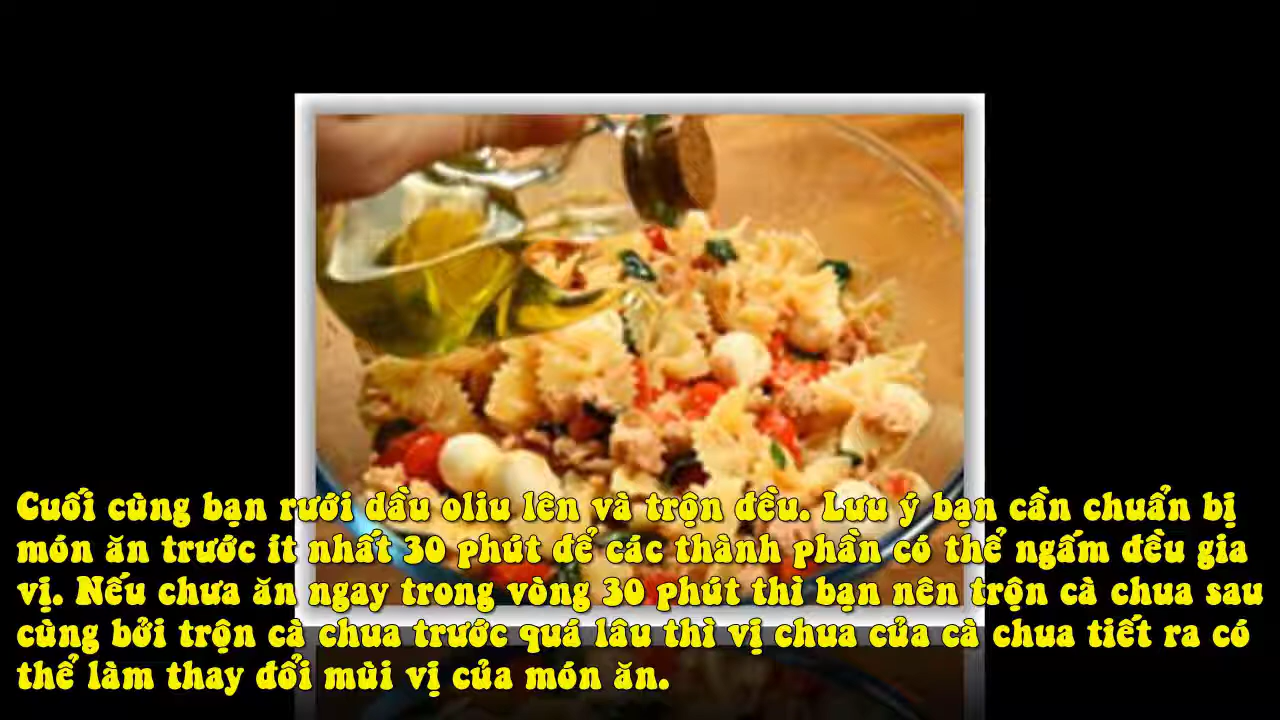 Cuối cùng bạn rưới dầu oliu lên và trộn đều. Lưu ý bạn cần chuẩn bị
món ăn trước ít nhất 30 phút để các thành phần có thể ngấm đều gia
vị. Nếu chưa ăn ngay trong vòng 30 phút thì bạn nên trộn cà chua sau
cùng bởi trộn cà chua trước quá lâu thì vị chua của cà chua tiết ra có
thể làm thay đổi mùi vị của món ăn.